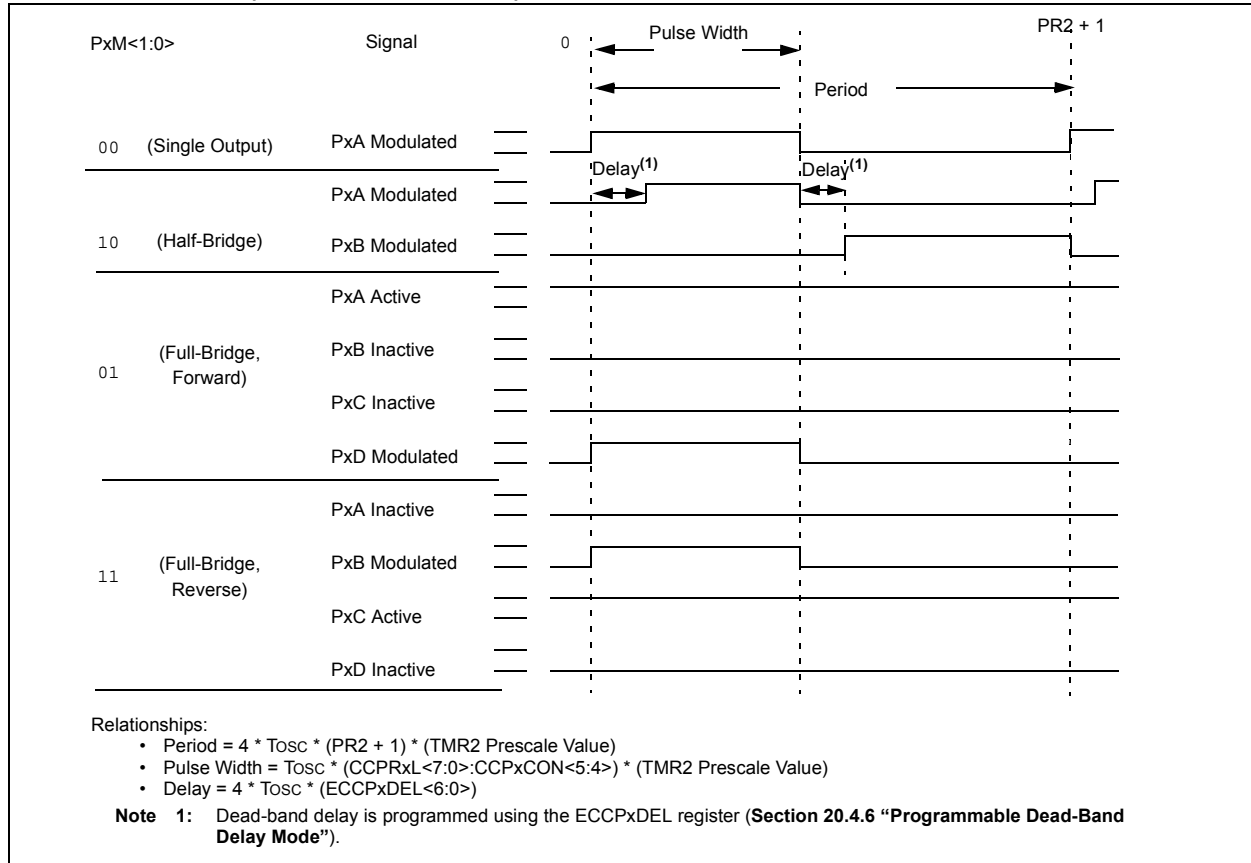 PxM<1:0>
Signal
0
Pulse Width
PR2 + 1
Period
00
(Single Output)
PxA Modulated
Delay(1)
Delay(1)
PxA Modulated
10
(Half-Bridge)
PxB Modulated
PxA Active
01
(Full-Bridge,
Forward)
PxB Inactive
PxC Inactive
PxD Modulated
PxA Inactive
11
(Full-Bridge,
Reverse)
PxB Modulated
PxC Active
PxD Inactive
Relationships:
• Period = 4 * TOSC * (PR2 + 1) * (TMR2 Prescale Value)
• Pulse Width = TOSC * (CCPRxL<7:0>:CCPxCON<5:4>) * (TMR2 Prescale Value)
• Delay = 4 * TOSC * (ECCPxDEL<6:0>)
Note 1: Dead-band delay is programmed using the ECCPxDEL register (Section 20.4.6 “Programmable Dead-Band
Delay Mode”).